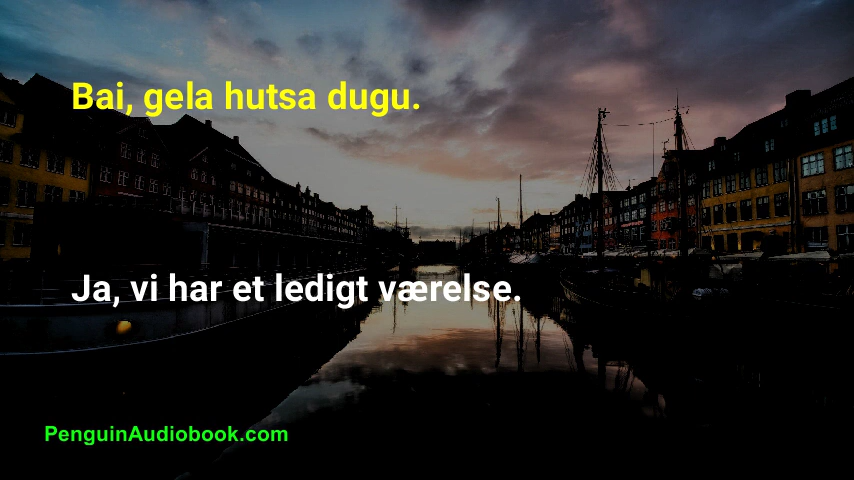 Bai, gela hutsa dugu.
Ja, vi har et ledigt værelse.
PenguinAudiobook.com